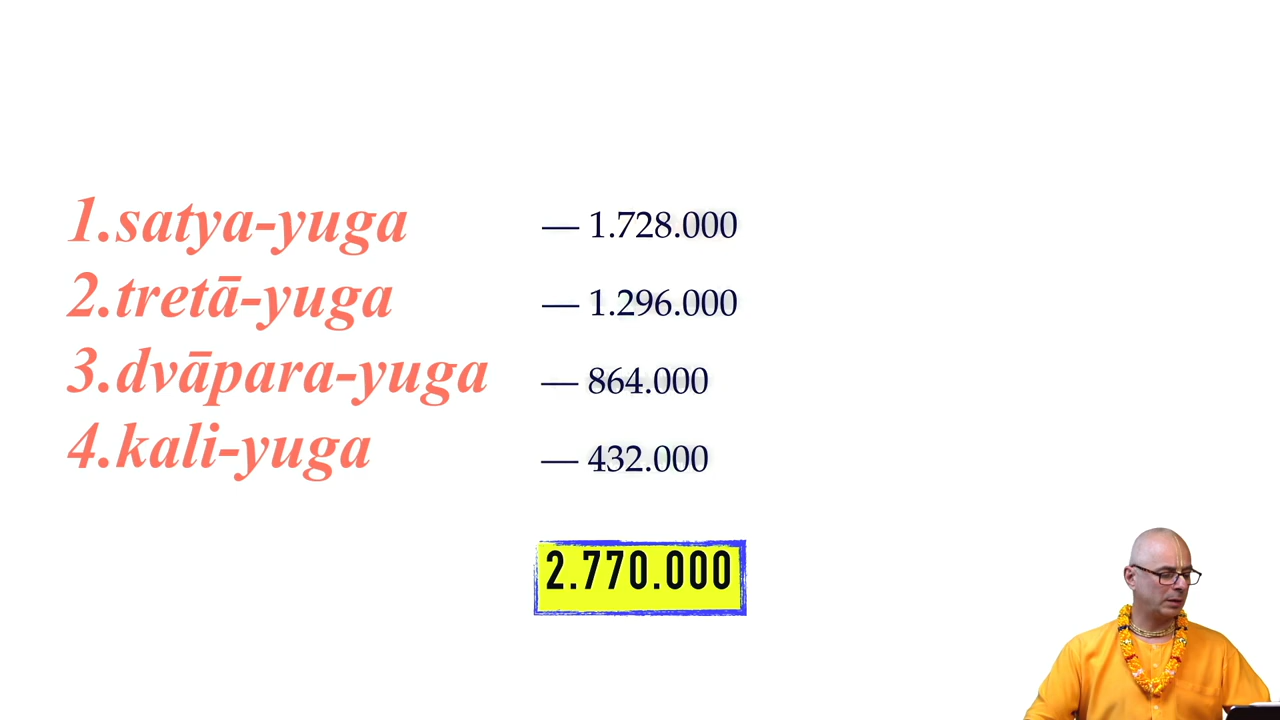 1.satya-yuga — 1.728.000
2.tretā-yuga — 1.296.000
3.dvāpara-yuga — 864.000
4.kali-yuga — 432.000
2.770.000